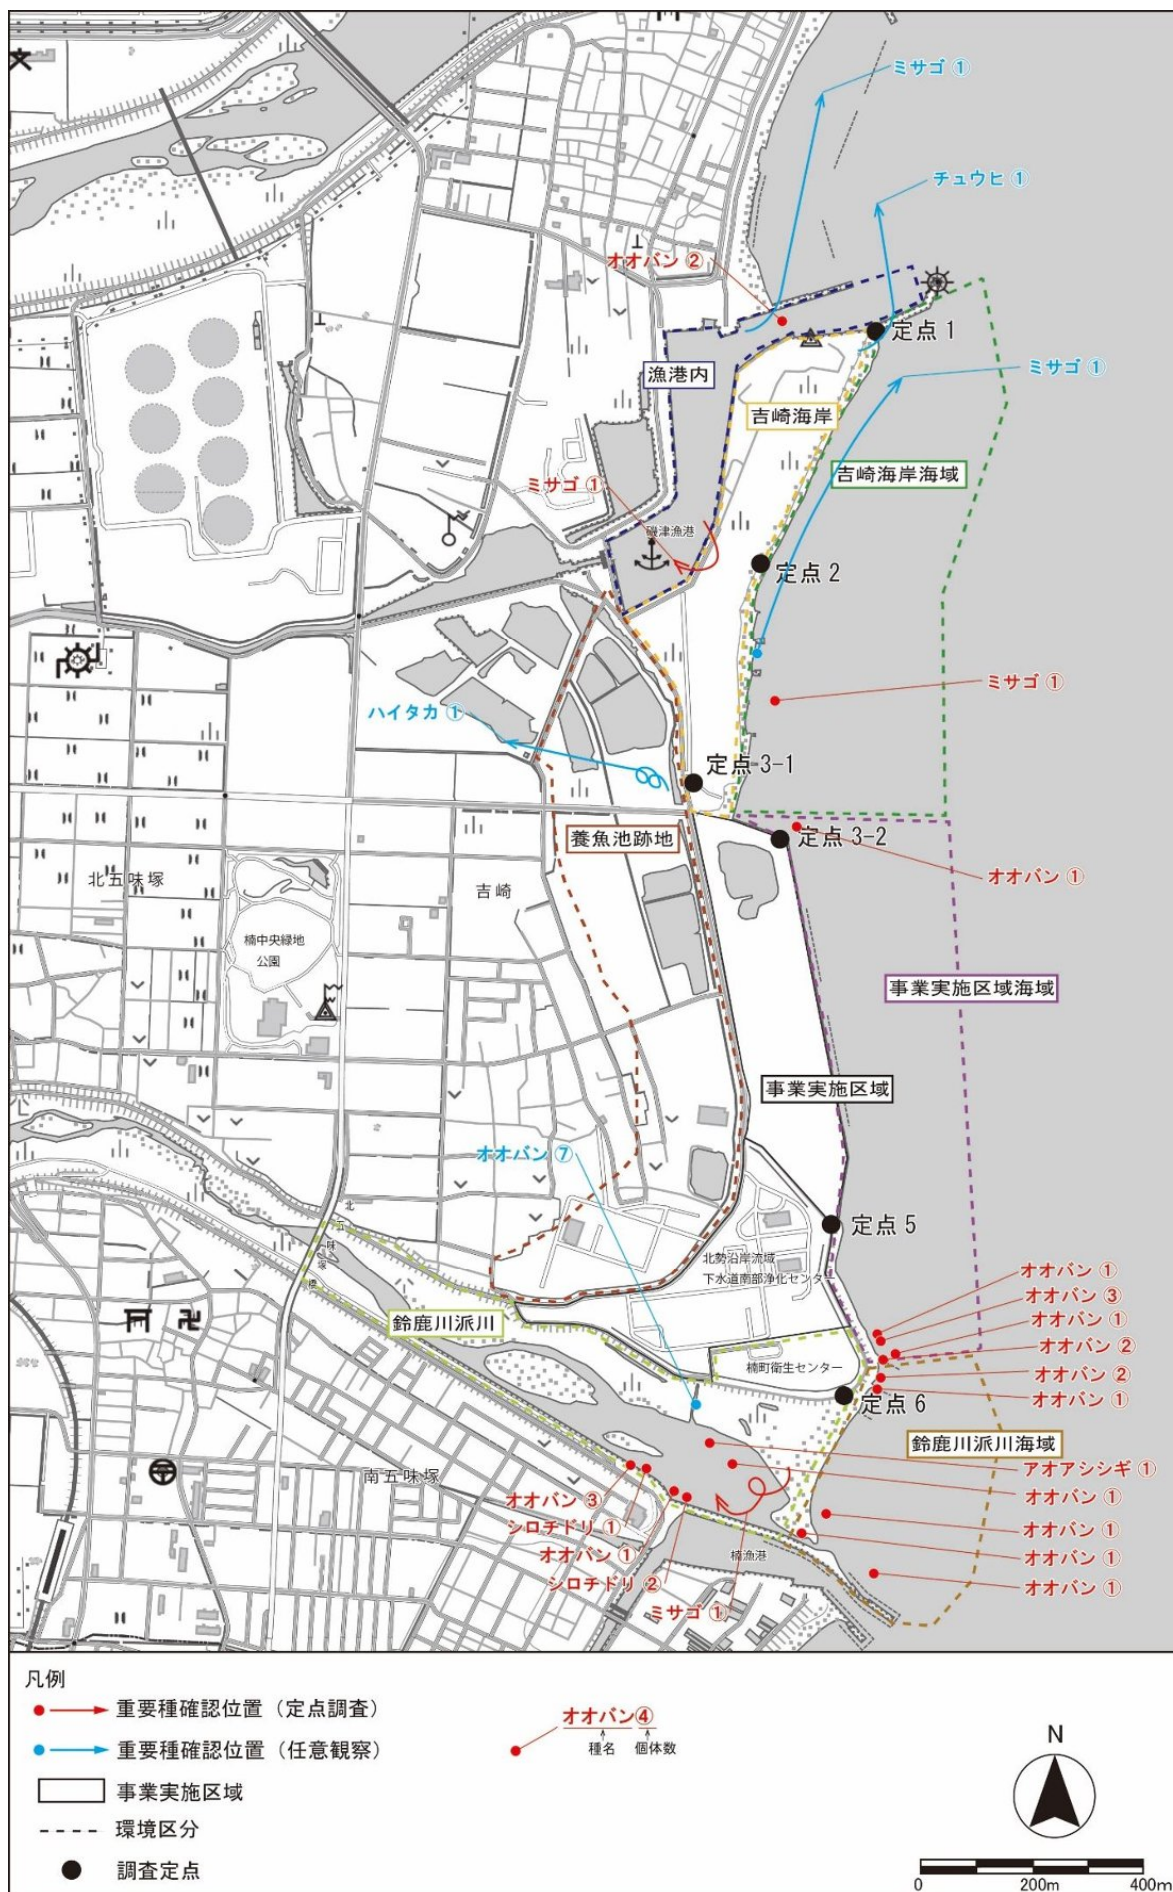 ミサゴ ①
チュウヒ ①
オオバン ②
定点 1
ミサゴ ①
漁港内
吉崎海岸
吉崎海岸海域
ミサゴ ①
磯津漁港
定点 2
ミサゴ ①
ハイタカ ①
定点 3-1
養魚池跡地
定点 3-2
オオバン ①
北五味塚
吉崎
楠中央緑地
公園
事業実施区域海域
事業実施区域
オオバン ⑦
北五味塚橋
定点 5
北勢沿岸流域
下水道南部浄化センター
オオバン ①
オオバン ③
オオバン ①
オオバン ②
オオバン ②
オオバン ①
鈴鹿川派川
楠町衛生センター
定点 6
鈴鹿川派川海域
南五味塚
アオアシシギ ①
オオバン ①
オオバン ③
シロチドリ ①
オオバン ①
シロチドリ ②
ミサゴ ①
楠漁港
オオバン ①
オオバン ①
オオバン ①
凡例
重要種確認位置（定点調査）
重要種確認位置（任意観察）
事業実施区域
環境区分
調査定点
オオバン④
種名 個体数
N
0 200m 400m